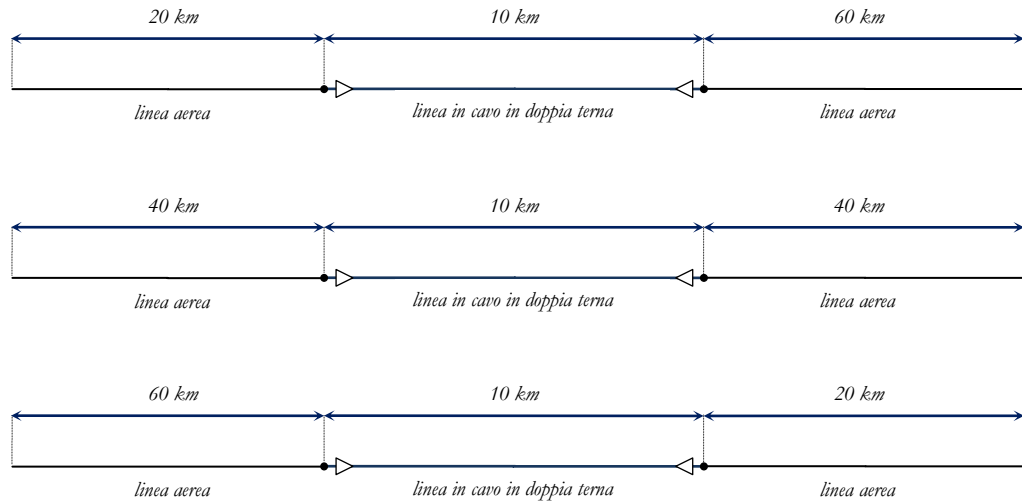 20 km 10 km 60 km
linea aerea linea in cavo in doppia terna linea aerea
40 km 10 km 40 km
linea aerea linea in cavo in doppia terna linea aerea
60 km 10 km 20 km
linea aerea linea in cavo in doppia terna linea aerea